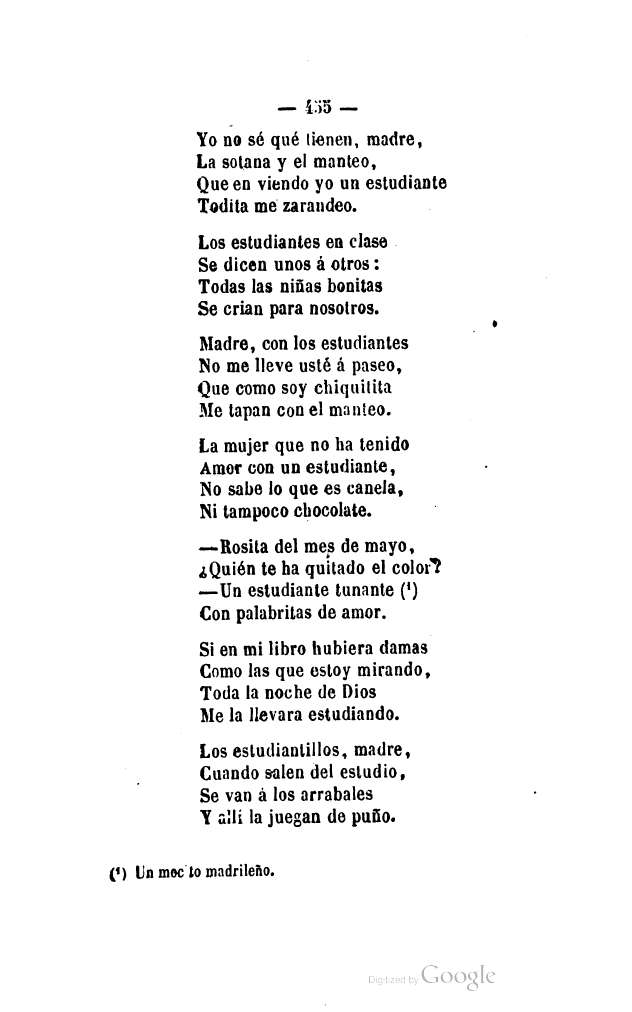 — 435 —
Yo no sé qué tienen, madre,
La sotana y el manteo,
Que en viendo yo un estudiante
Todita me zarandeo.
Los estudiantes en clase
Se dicen unos á otros:
Todas las niñas bonitas
Se crian para nosotros.
Madre, con los estudiantes
No me lleve usté á paseo,
Que como soy chiquitita
Me tapan con el manteo.
La mujer que no ha tenido
Amor con un estudiante,
No sabe lo que es canela,
Ni tampoco chocolate.
—Rosita del mes de mayo,
¿Quién te ha quitado el color?
—Un estudiante tunante (¹)
Con palabritas de amor.
Si en mi libro hubiera damas
Como las que estoy mirando,
Toda la noche de Dios
Me la llevara estudiando.
Los estudiantillos, madre,
Cuando salen del estudio,
Se van á los arrabales
Y allí la juegan de puño.
(¹) Un moc to madrileño.
Digitized by Google